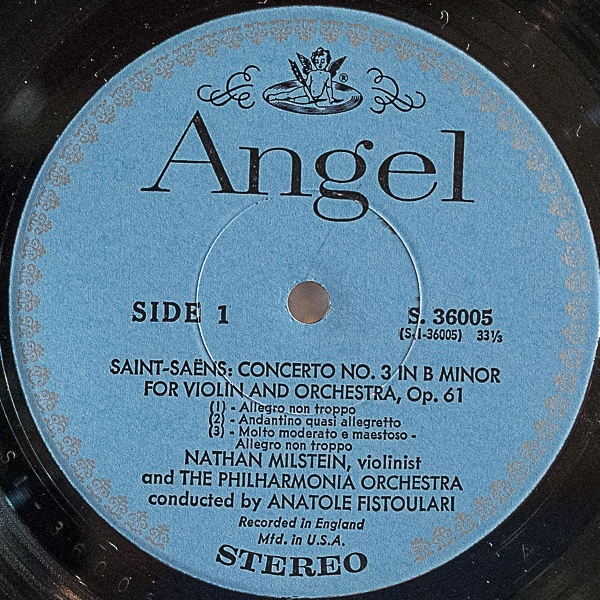 ®
Angel
SIDE 1
S. 36005
(S-1-36005) 33⅓
SAINT-SAËNS: CONCERTO NO. 3 IN B MINOR
FOR VIOLIN AND ORCHESTRA, Op. 61
(1) - Allegro non troppo
(2) - Andantino quasi allegretto
(3) - Molto moderato e maestoso -
Allegro non troppo
NATHAN MILSTEIN, violinist
and THE PHILHARMONIA ORCHESTRA
conducted by ANATOLE FISTOULARI
Recorded in England
Mfd. in U.S.A.
STEREO